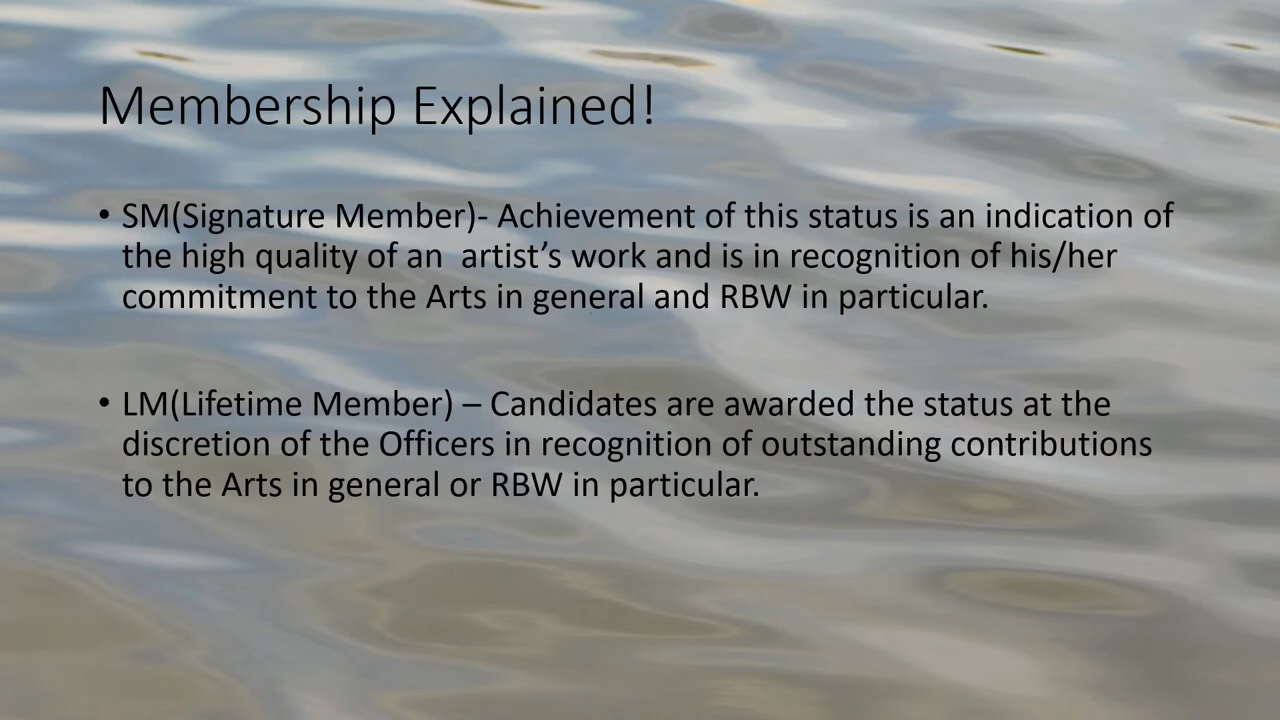 Membership Explained!
• SM(Signature Member)- Achievement of this status is an indication of
the high quality of an  artist’s work and is in recognition of his/her
commitment to the Arts in general and RBW in particular.
• LM(Lifetime Member) – Candidates are awarded the status at the
discretion of the Officers in recognition of outstanding contributions
to the Arts in general or RBW in particular.